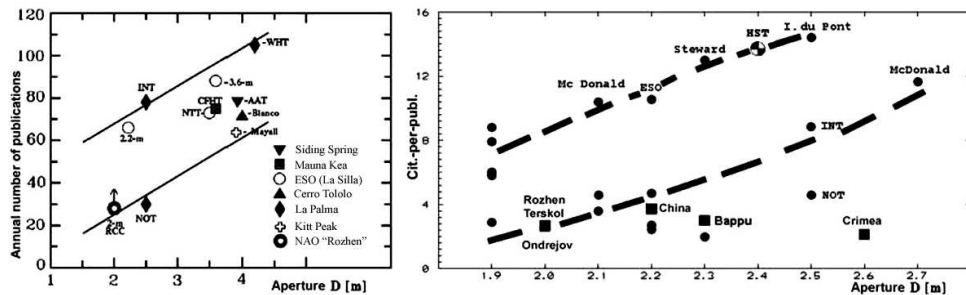 Annual number of publications
120
100
80
60
40
20
0
1
2
3
4
5
Aperture D [m]
-WHT
INT
-3.6-m
CFHT
-AAT
NTT-
-Blanco
2.2-m
- Mayall
2-m
RCC
NOT
Siding Spring
Mauna Kea
ESO (La Silla)
Cerro Tololo
La Palma
Kitt Peak
NAO "Rozhen"
Cit.-per-publ.
16
12
8
4
0
1.9
2.0
2.1
2.2
2.3
2.4
2.5
2.6
2.7
Aperture D [m]
I. du Pont
HST
Steward
McDonald
Mc Donald
ESO
INT
Rozhen
Terskol
China
NOT
Bappu
Crimea
Ondrejov